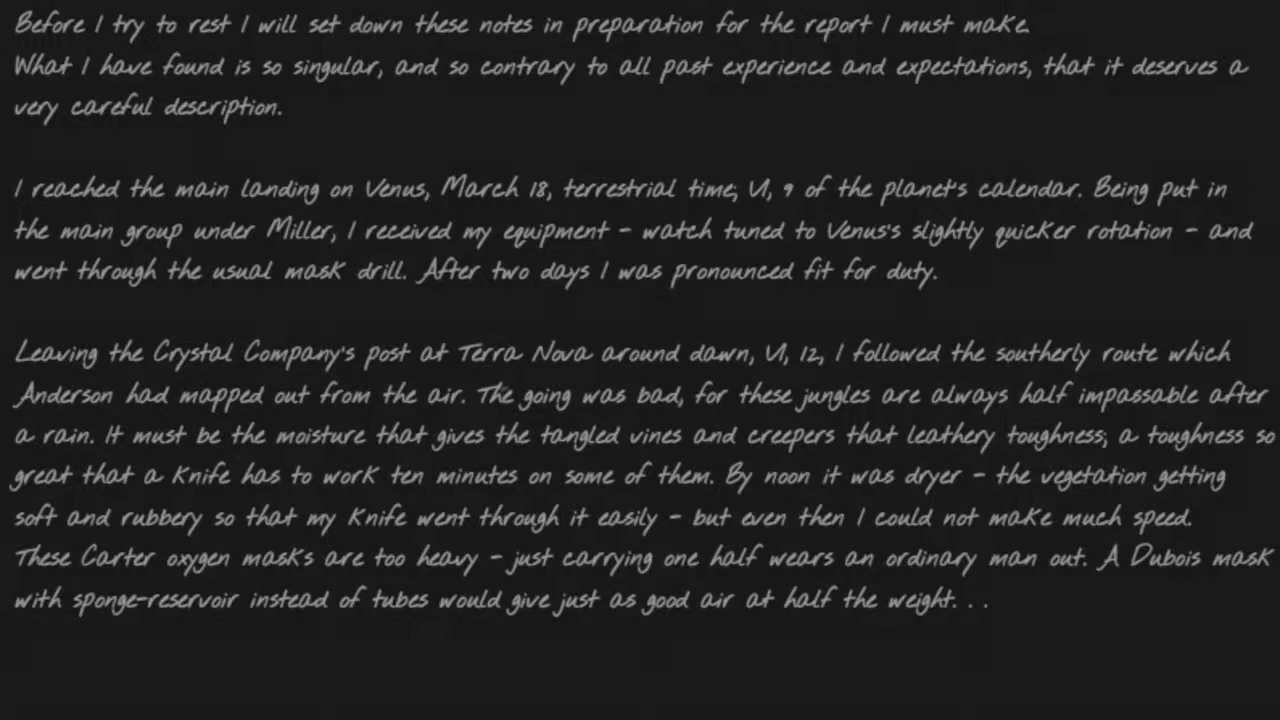 Before I try to rest I will set down these notes in preparation for the report I must make.
What I have found is so singular, and so contrary to all past experience and expectations, that it deserves a
very careful description.
I reached the main landing on Venus, March 18, terrestrial time; VI, 9 of the planet's calendar. Being put in
the main group under Miller, I received my equipment – watch tuned to Venus's slightly quicker rotation – and
went through the usual mask drill. After two days I was pronounced fit for duty.
Leaving the Crystal Company's post at Terra Nova around dawn, VI, 12, I followed the southerly route which
Anderson had mapped out from the air. The going was bad, for these jungles are always half impassable after
a rain. It must be the moisture that gives the tangled vines and creepers that leathery toughness; a toughness so
great that a knife has to work ten minutes on some of them. By noon it was dryer – the vegetation getting
soft and rubbery so that my knife went through it easily – but even then I could not make much speed.
These Carter oxygen masks are too heavy – just carrying one half wears an ordinary man out. A Dubois mask
with sponge-reservoir instead of tubes would give just as good air at half the weight. . .